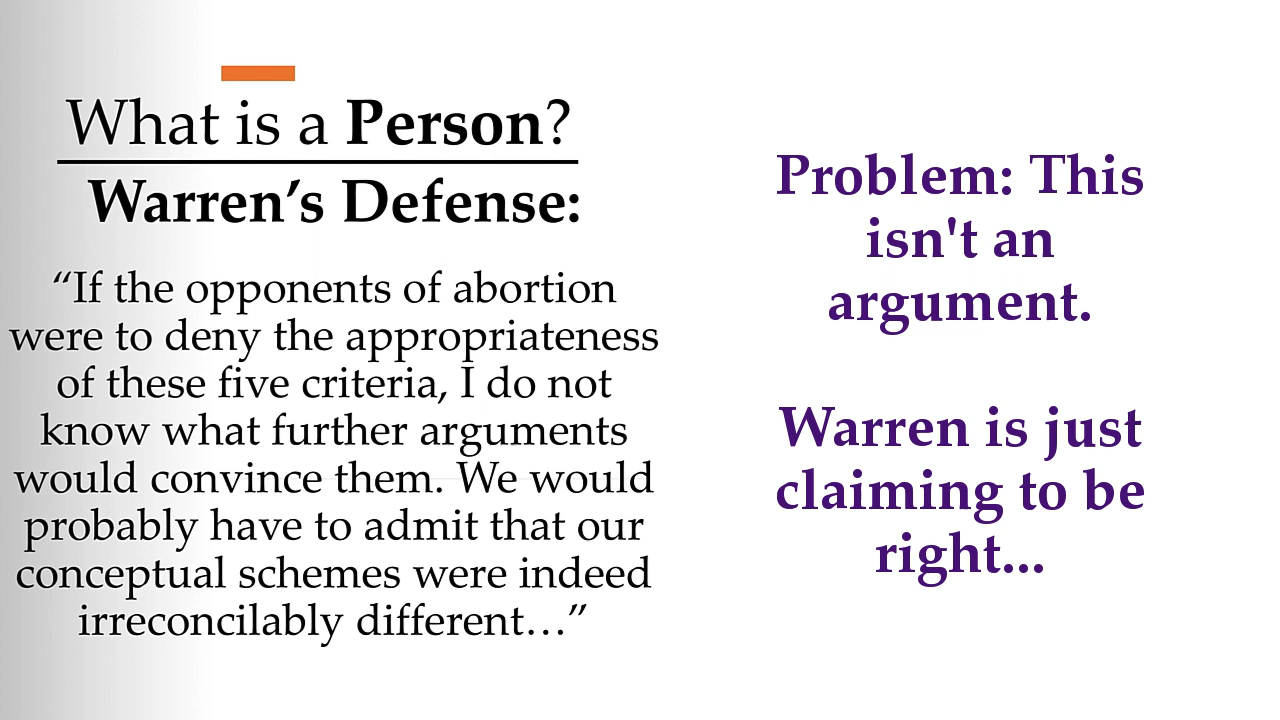 What is a Person?
Warren’s Defense:
“If the opponents of abortion
were to deny the appropriateness
of these five criteria, I do not
know what further arguments
would convince them. We would
probably have to admit that our
conceptual schemes were indeed
irreconcilably different…”
Problem: This
isn't an
argument.
Warren is just
claiming to be
right...